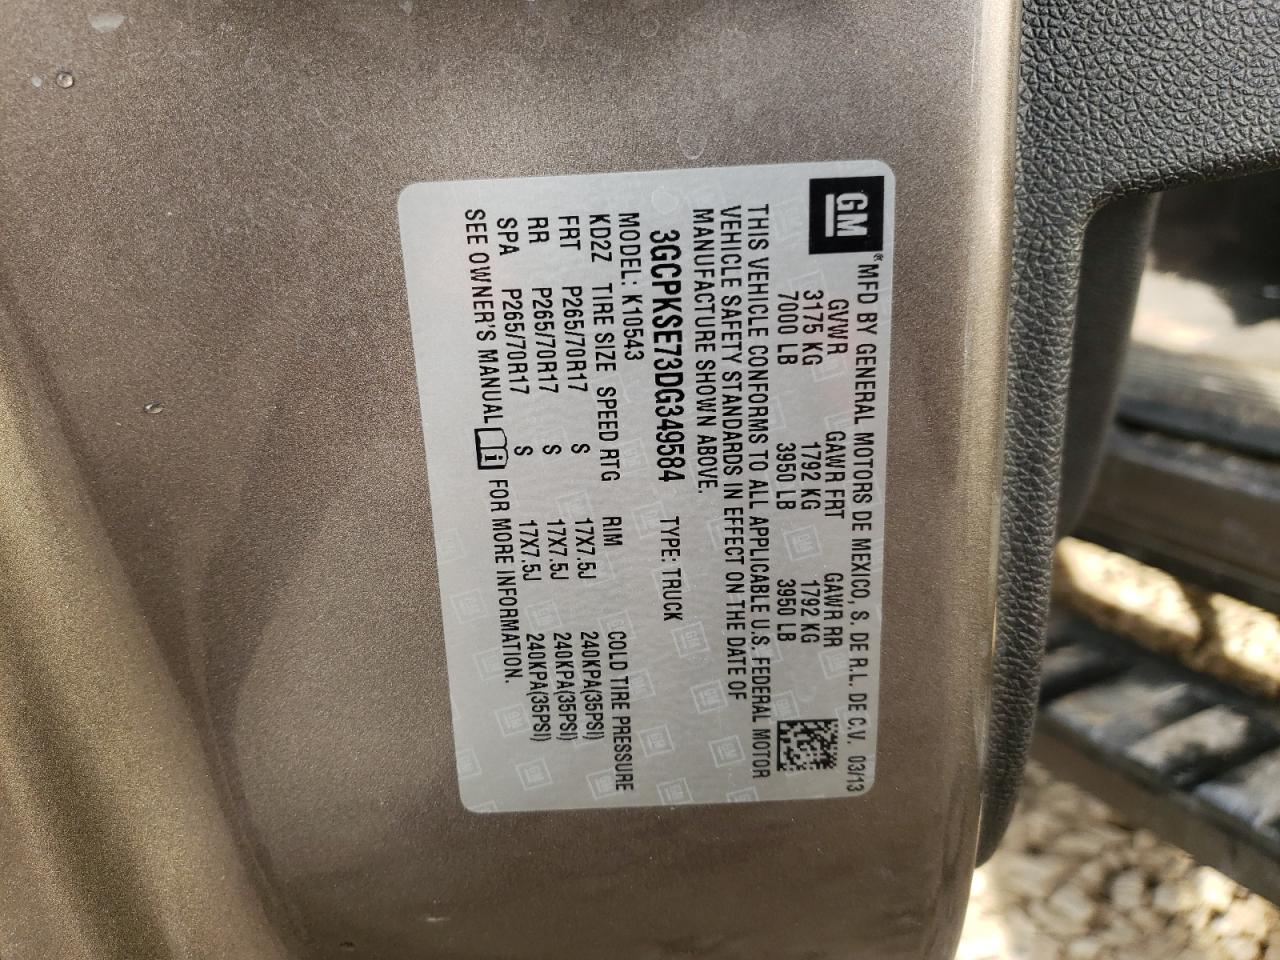 GM
® MFD BY GENERAL MOTORS DE MEXICO, S. DE R.L. DE C.V. 03/13
GVWR GAWR FRT GAWR RR
3175 KG 1792 KG 1792 KG
7000 LB 3950 LB 3950 LB
THIS VEHICLE CONFORMS TO ALL APPLICABLE U.S. FEDERAL MOTOR
VEHICLE SAFETY STANDARDS IN EFFECT ON THE DATE OF
MANUFACTURE SHOWN ABOVE.
3GCPKSE73DG349584 TYPE: TRUCK
MODEL: K10543
KD2Z TIRE SIZE SPEED RTG RIM COLD TIRE PRESSURE
FRT P265/70R17 S 17X7.5J 240KPA(35PSI)
RR P265/70R17 S 17X7.5J 240KPA(35PSI)
SPA P265/70R17 S 17X7.5J 240KPA(35PSI)
SEE OWNER'S MANUAL i FOR MORE INFORMATION.